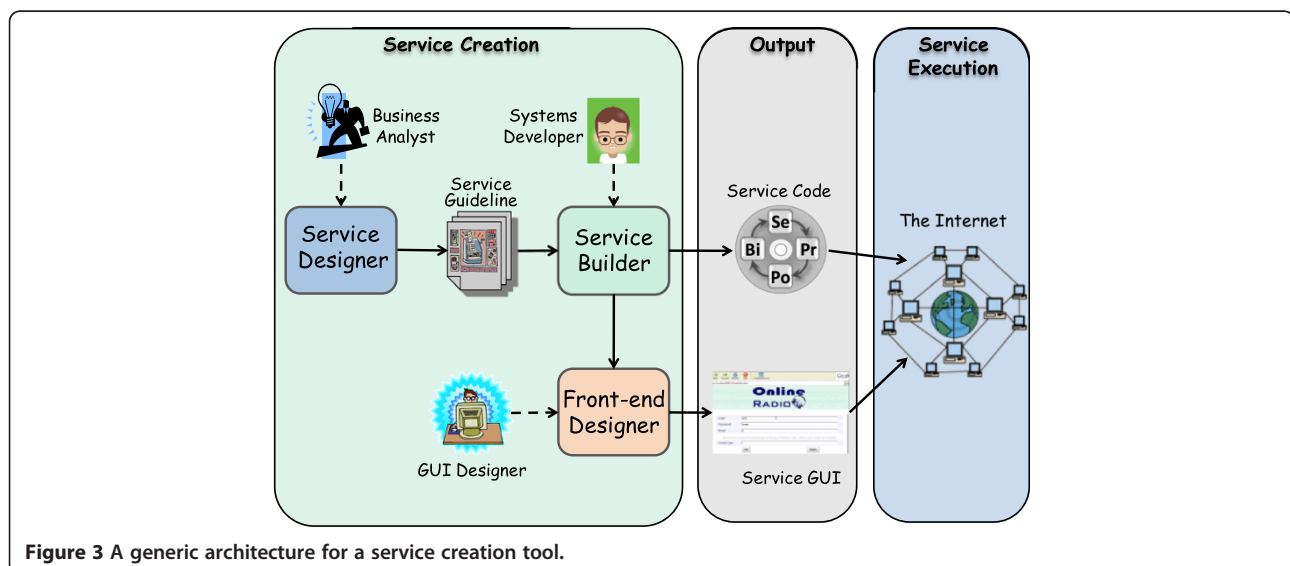 Service Creation
Output
Service
Execution
Business
Analyst
Systems
Developer
Service
Guideline
Service
Designer
Service
Builder
Service Code
Se
Bi
Pr
Po
The Internet
GUI Designer
Front-end
Designer
Online
Radio
Service GUI
Figure 3 A generic architecture for a service creation tool.